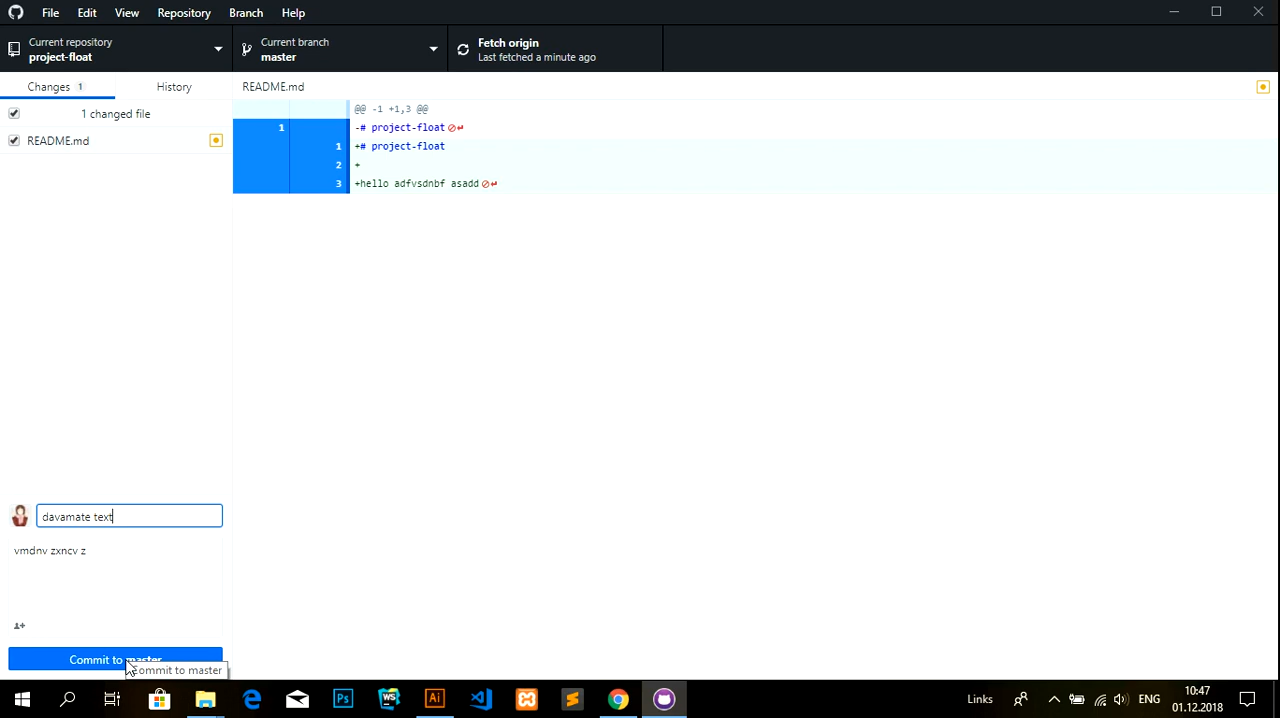 File Edit View Repository Branch Help
Current repository
project-float
Current branch
master
Fetch origin
Last fetched a minute ago
Changes 1
History
README.md
1 changed file
README.md
@@ -1 +1,3 @@
1 -# project-float
1 +# project-float
2 +
3 +hello adfvsdnbf asadd
davamate text
vmdnv zxncv z
Commit to master
Commit to master
Ps
WS
Ai
Links
ENG
10:47
01.12.2018